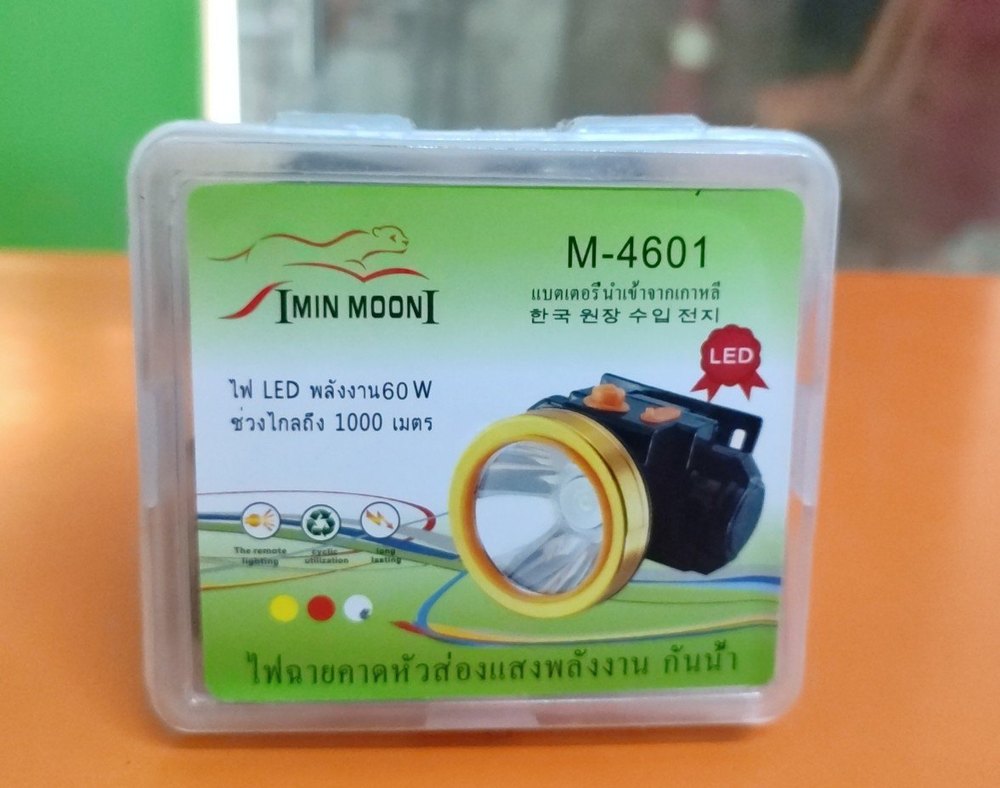 IMIN MOONI
M-4601
แบตเตอรี่นำเข้าจากเกาหลี
한국 원장 수입 전지
LED
ไฟ LED พลังงาน60W
ช่วงไกลถึง 1000 เมตร
The remote lighting
cyclic utilization
long lasting
ไฟฉายคาดหัวส่องแสงพลังงาน กันน้ำ